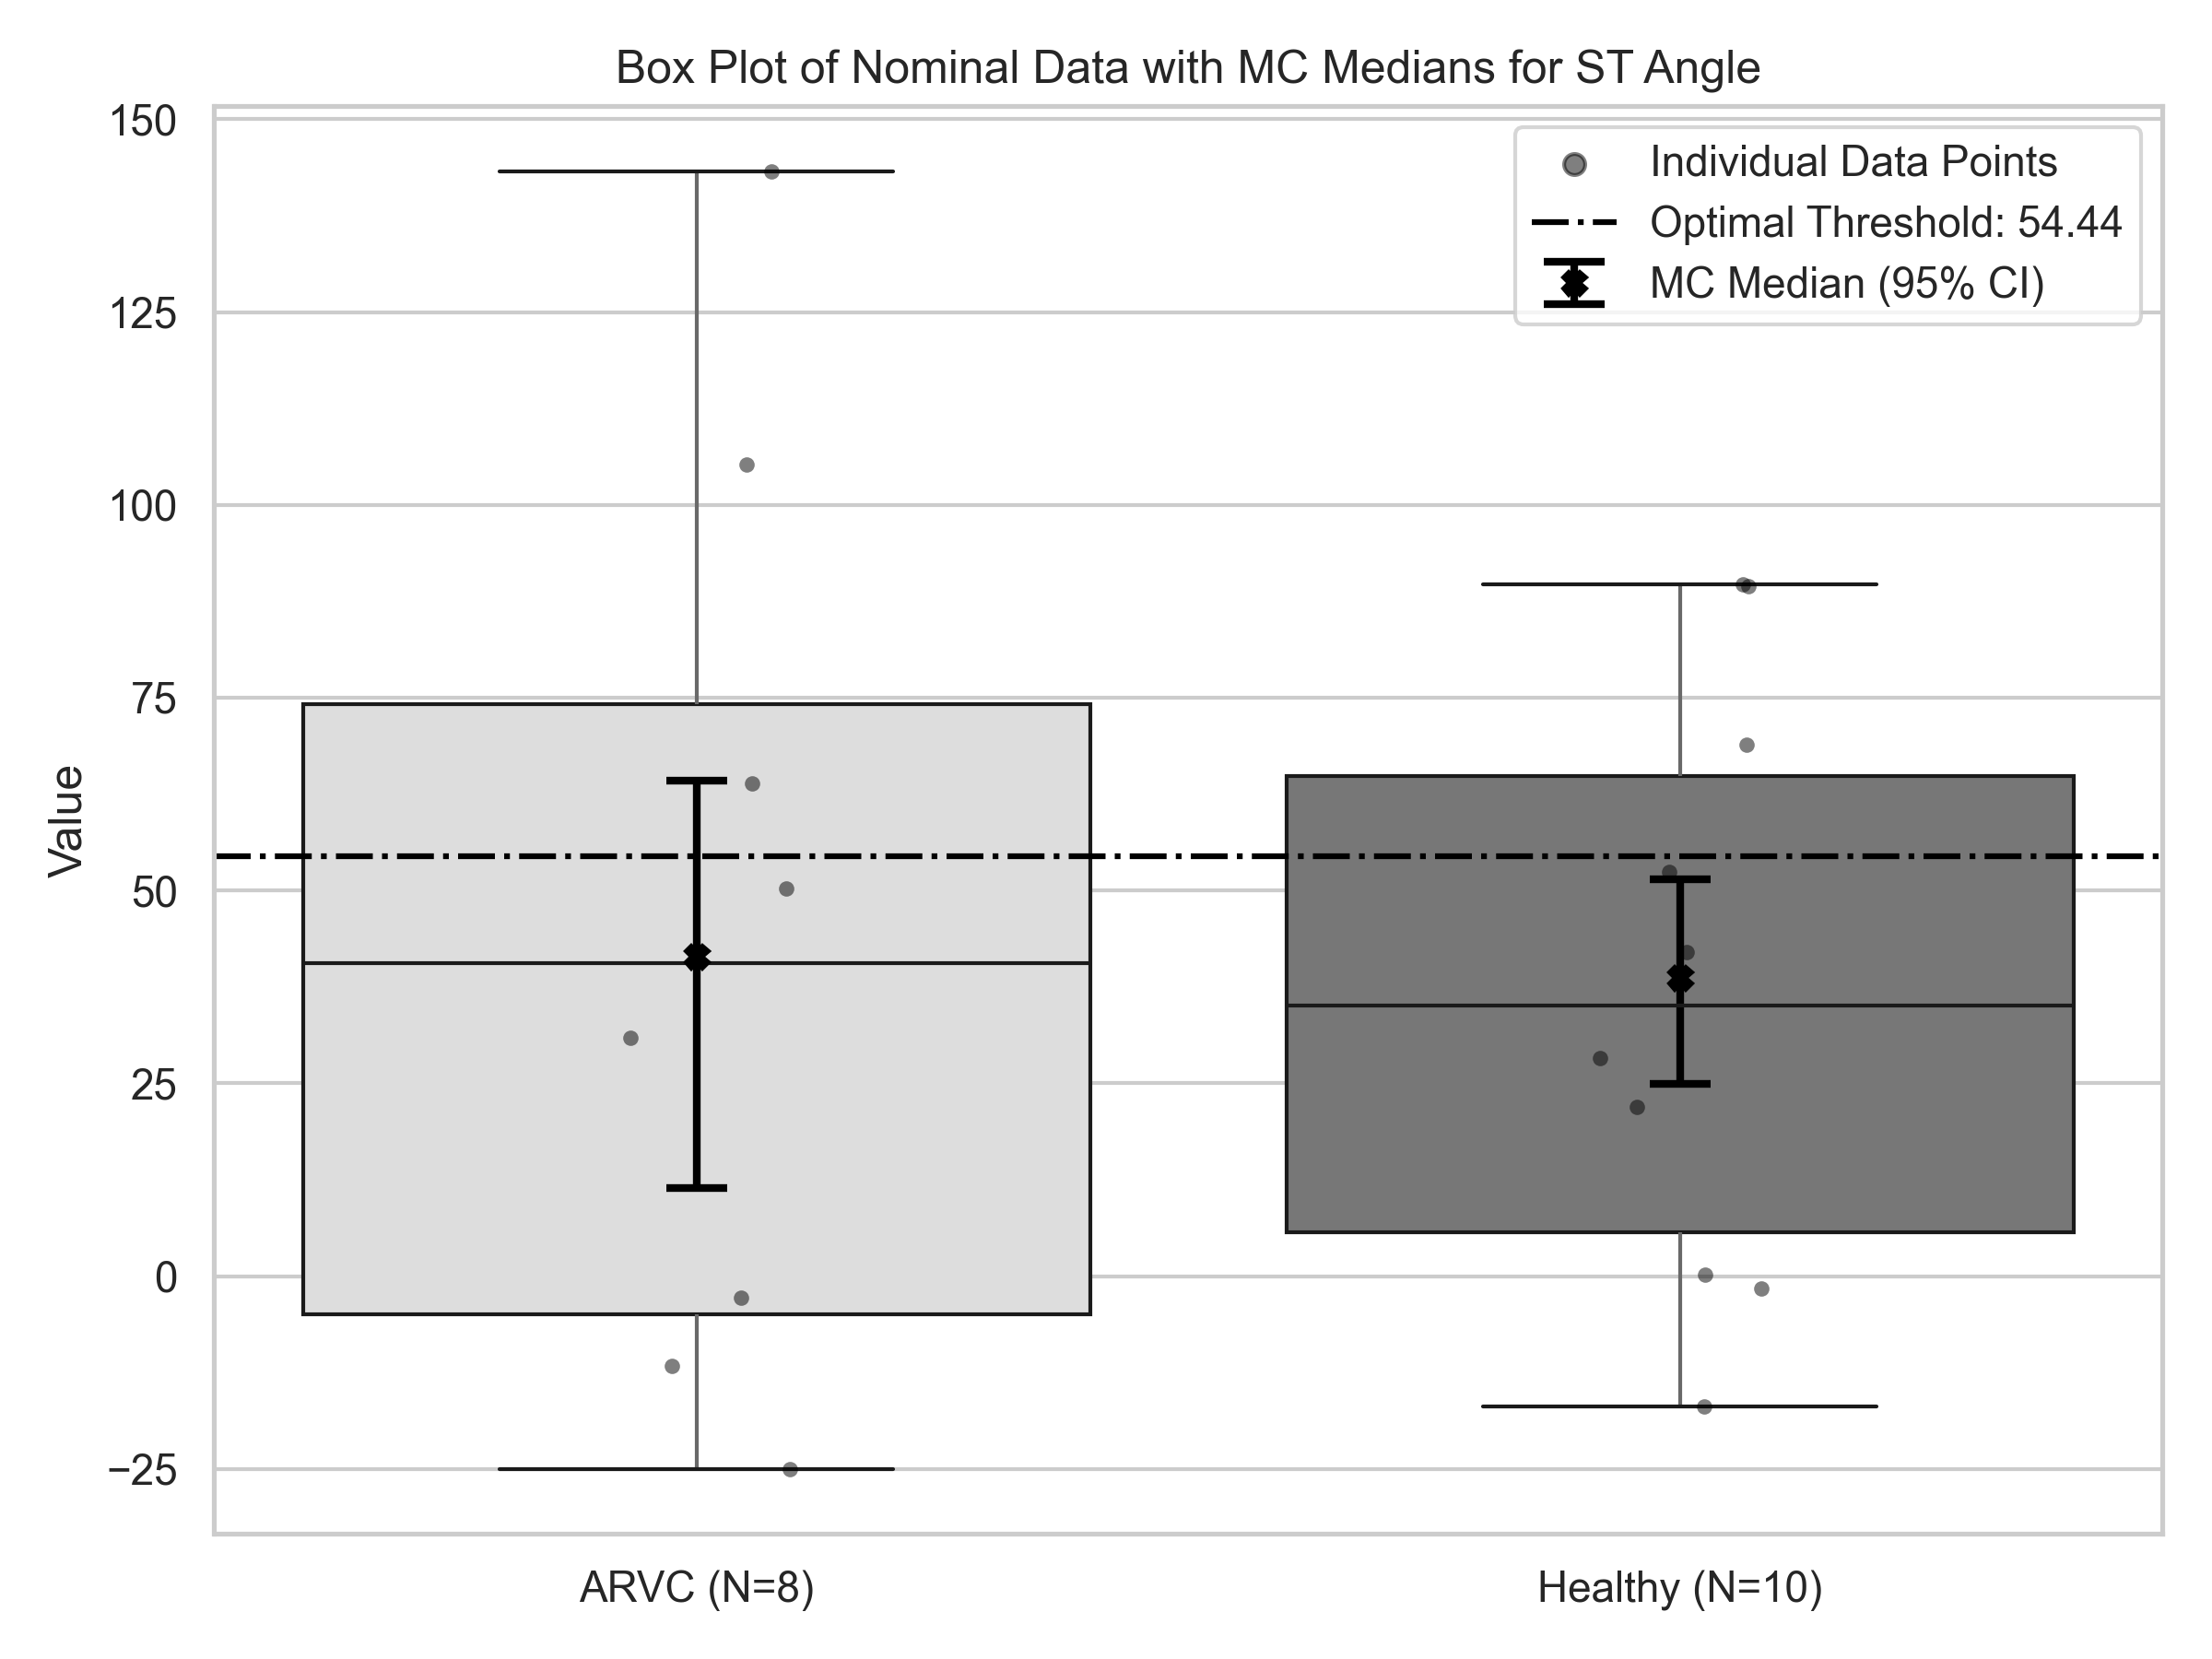 Box Plot of Nominal Data with MC Medians for ST Angle
150
125
100
75
50
25
0
−25
Value
Individual Data Points
Optimal Threshold: 54.44
MC Median (95% CI)
ARVC (N=8)
Healthy (N=10)